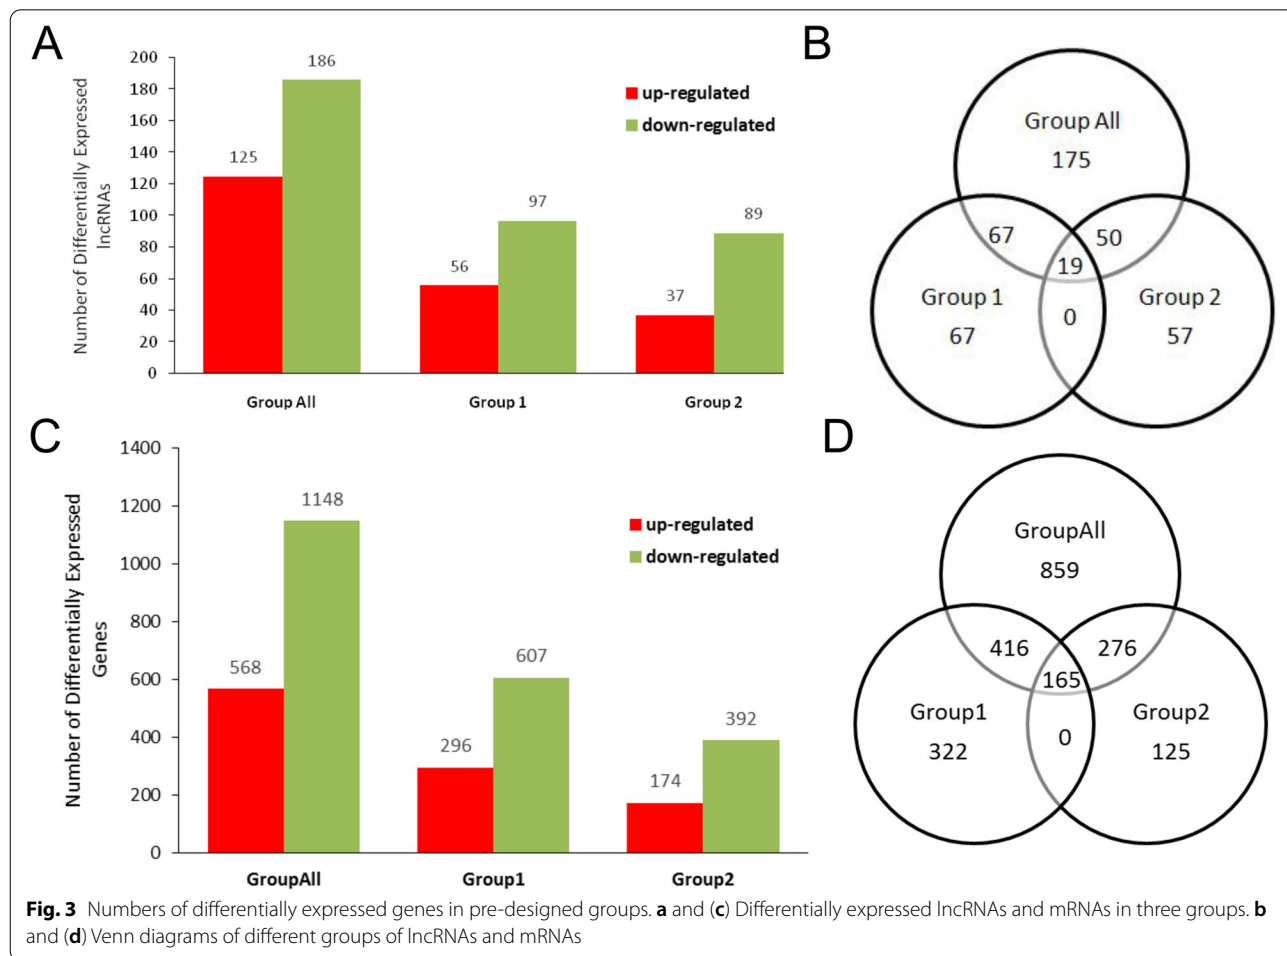 A
Number of Differentially Expressed
lncRNAs
200
180
160
140
120
100
80
60
40
20
0
125
186
56
97
37
89
up-regulated
down-regulated
Group All
Group 1
Group 2
B
Group All
175
67
50
19
Group 1
67
0
Group 2
57
C
Number of Differentially Expressed
Genes
1400
1200
1000
800
600
400
200
0
568
1148
296
607
174
392
up-regulated
down-regulated
GroupAll
Group1
Group2
D
GroupAll
859
416
276
165
Group1
322
0
Group2
125
Fig. 3 Numbers of differentially expressed genes in pre-designed groups. a and (c) Differentially expressed lncRNAs and mRNAs in three groups. b
and (d) Venn diagrams of different groups of lncRNAs and mRNAs